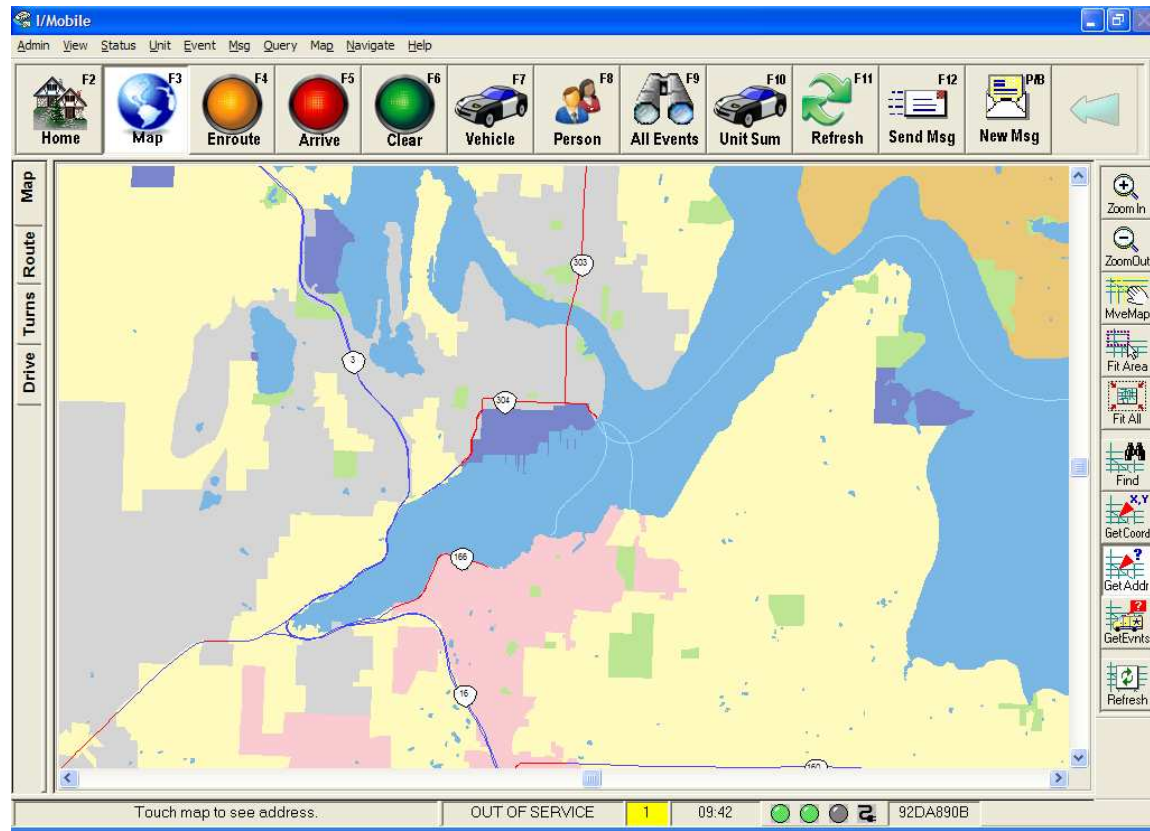 I/Mobile
Admin View Status Unit Event Msg Query Map Navigate Help
F2 F3 F4 F5 F6 F7 F8 F9 F10 F11 F12 P/B
Home Map Enroute Arrive Clear Vehicle Person All Events Unit Sum Refresh Send Msg New Msg
Map
Route
Turns
Drive
303
3
304
166
16
160
Zoom In
ZoomOut
MveMap
Fit Area
Fit All
Find
X,Y
GetCoord
?
GetAddr
?
GetEvnts
Refresh
Touch map to see address. OUT OF SERVICE 1 09:42 92DA890B